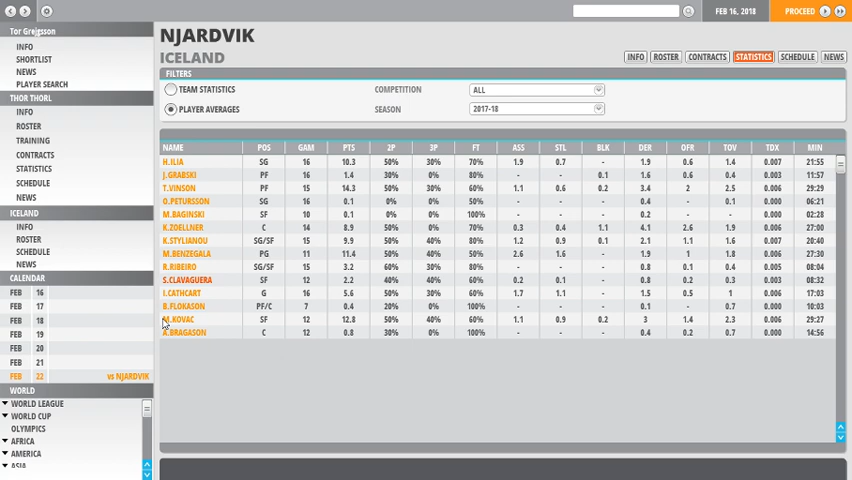 FEB 16, 2018
PROCEED
Tor Grejgsson
INFO
SHORTLIST
NEWS
PLAYER SEARCH
THOR THORL
INFO
ROSTER
TRAINING
CONTRACTS
STATISTICS
SCHEDULE
NEWS
ICELAND
INFO
ROSTER
SCHEDULE
NEWS
CALENDAR
FEB 16
FEB 17
FEB 18
FEB 19
FEB 20
FEB 21
FEB 22 vs NJARDVIK
WORLD
WORLD LEAGUE
WORLD CUP
OLYMPICS
AFRICA
AMERICA
ASIA
NJARDVIK
ICELAND
INFO ROSTER CONTRACTS STATISTICS SCHEDULE NEWS
FILTERS
TEAM STATISTICS COMPETITION ALL
PLAYER AVERAGES SEASON 2017-18
NAME POS GAM PTS 2P 3P FT ASS STL BLK DER OFR TOV TDX MIN
H.ILIA SG 16 10.3 50% 30% 70% 1.9 0.7 - 1.9 0.6 1.4 0.007 21:55
J.GRABSKI PF 16 1.4 30% 0% 80% - - 0.1 1.6 0.6 0.4 0.003 11:57
T.VINSON PF 15 14.3 50% 30% 60% 1.1 0.6 0.2 3.4 2 2.5 0.006 29:29
O.PETURSSON SG 16 0.1 0% 0% 50% - - - 0.4 - 0.1 - 06:21
M.BAGINSKI SF 10 0.1 0% 0% 100% - - - 0.2 - - - 02:28
K.ZOELLNER C 14 8.9 50% 0% 70% 0.3 0.4 1.1 4.1 2.6 1.9 0.006 27:00
K.STYLIANOU SG/SF 15 9.9 50% 40% 80% 1.2 0.9 0.1 2.1 1.1 1.6 0.007 20:40
M.BENZEGALA PG 11 11.4 50% 40% 70% 2.6 1.6 - 1.9 1 1.8 0.006 27:30
R.RIBEIRO SG/SF 15 3.2 60% 30% 80% - - - 0.8 0.1 0.4 0.005 08:04
S.CLAVAGUERA SF 12 2.2 40% 40% 80% 0.2 0.1 - 0.8 0.2 0.2 0.003 08:32
I.CATHCART G 16 5.6 50% 30% 60% 1.7 1.1 - 1.5 0.5 1 0.006 17:03
B.FLOKASON PF/C 7 0.4 20% 0% 50% - - - 0.1 - 0.7 0.000 10:03
M.KOVAC SF 12 12.8 50% 40% 60% 1.1 0.9 0.2 3 1.4 2.3 0.006 29:27
A.BRAGASON C 12 0.8 30% 0% 100% - - - 0.4 0.2 0.7 0.002 14:56